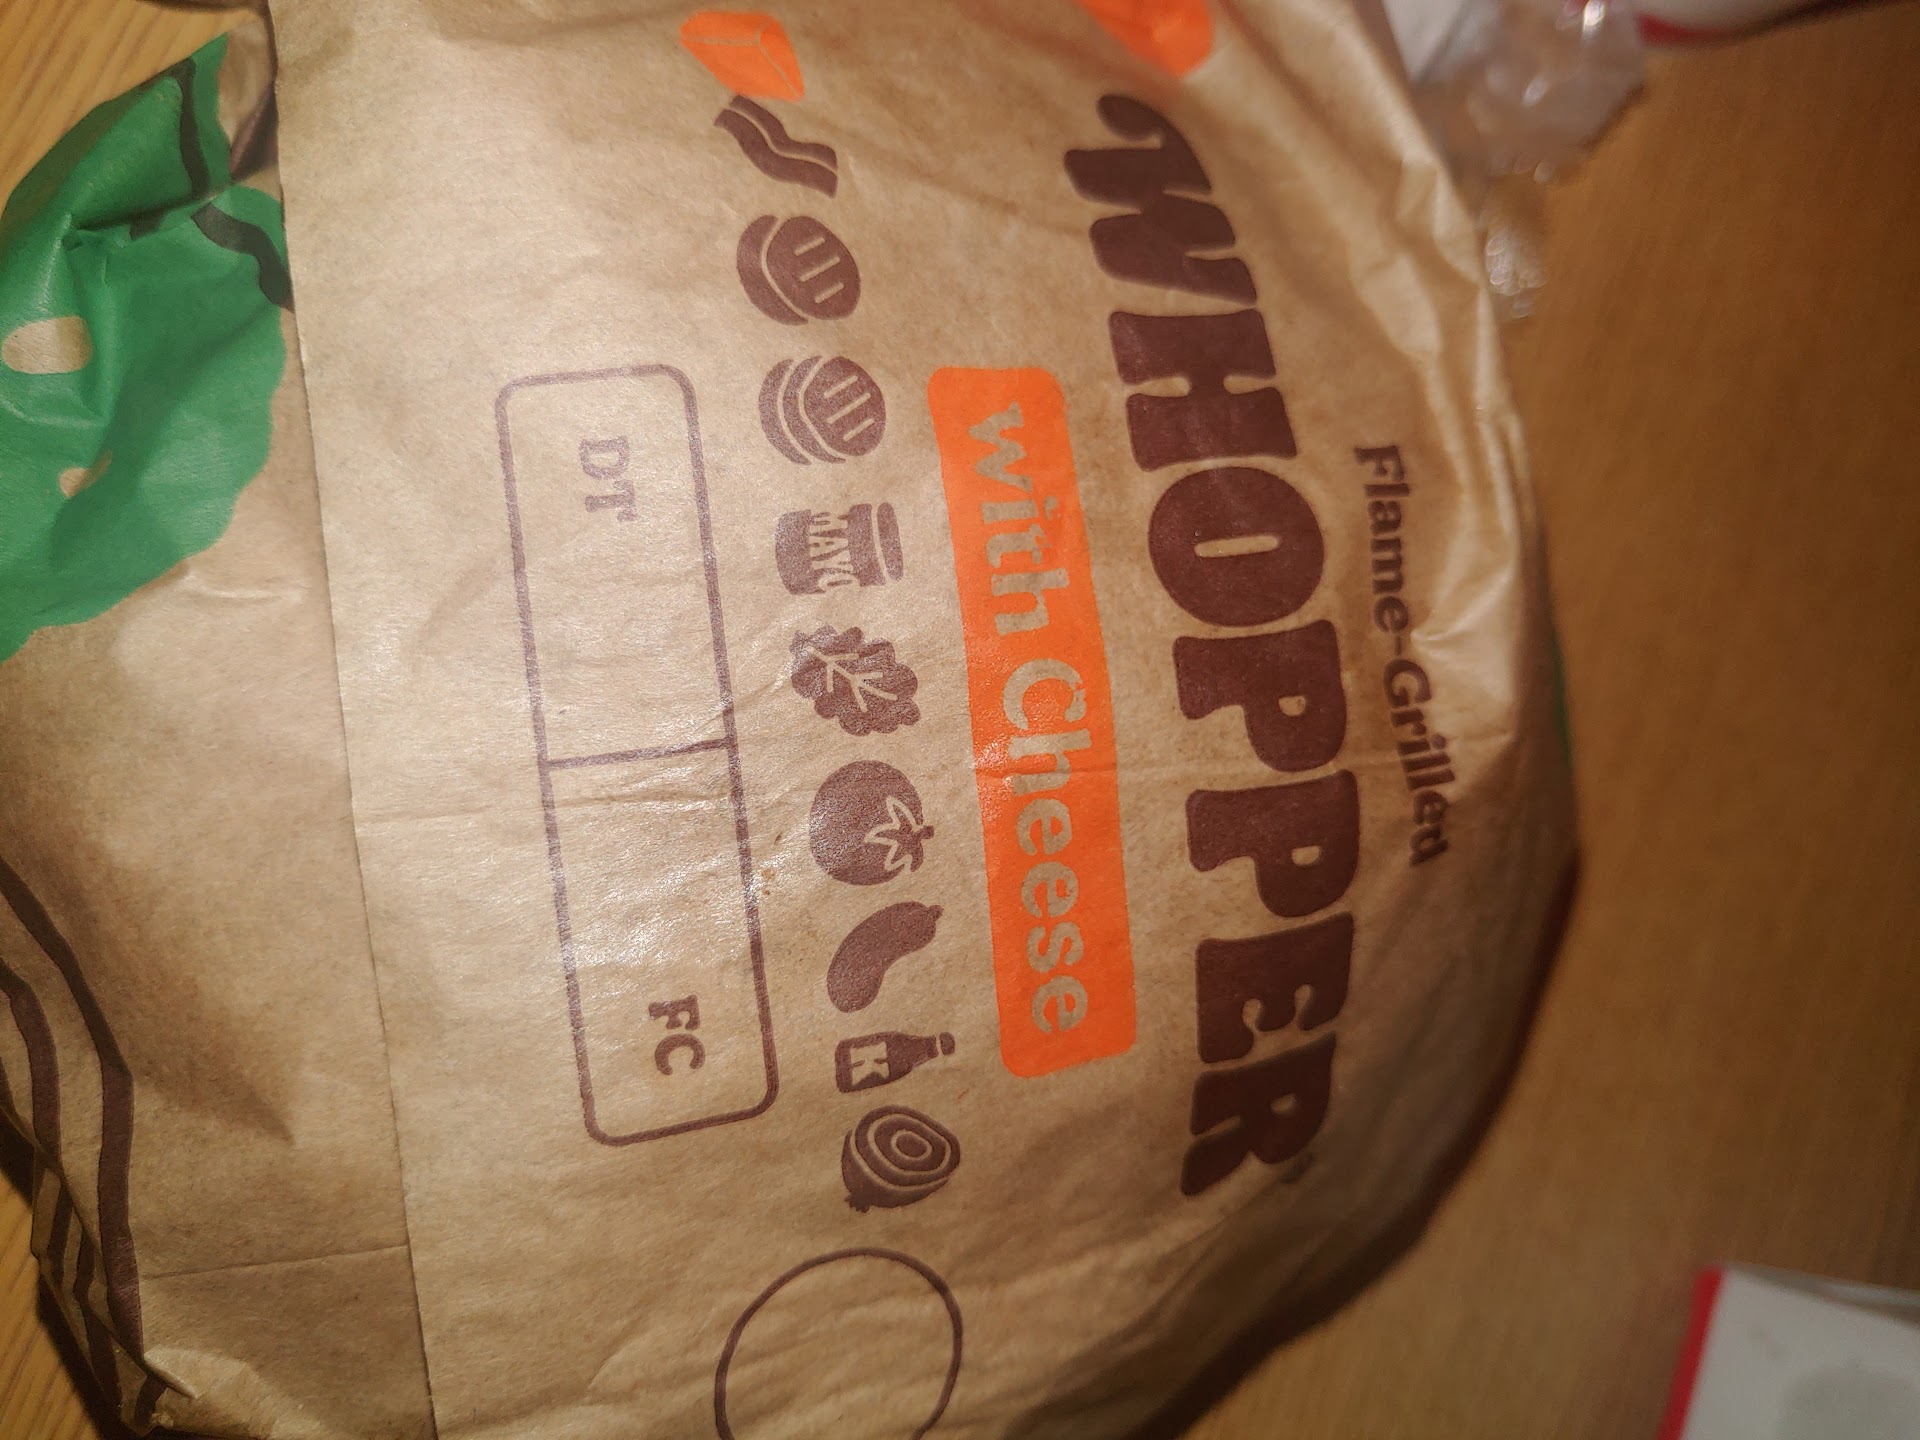 Flame-Grilled
WHOPPER
with Cheese
MAYO
K
DT
FC